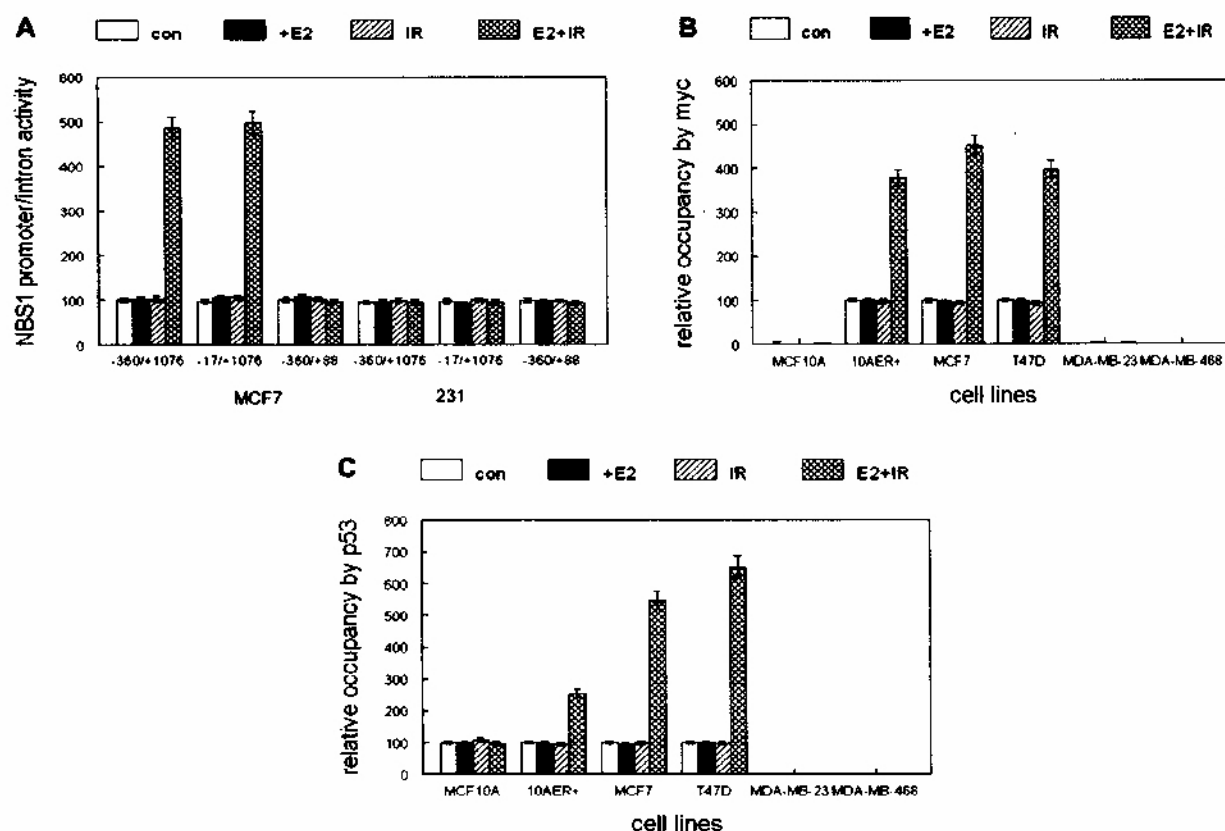 A con +E2 IR E2+IR
NBS1 promoter/intron activity
600
500
400
300
200
100
0
-360/+1076 -17/+1076 -360/+88 -360/+1076 -17/+1076 -360/+88
MCF7 231
B con +E2 IR E2+IR
relative occupancy by myc
600
500
400
300
200
100
0
MCF10A 10AER+ MCF7 T47D MDA-MB-231 MDA-MB-468
cell lines
C con +E2 IR E2+IR
relative occupancy by p53
800
700
600
500
400
300
200
100
0
MCF10A 10AER+ MCF7 T47D MDA-MB-231 MDA-MB-468
cell lines